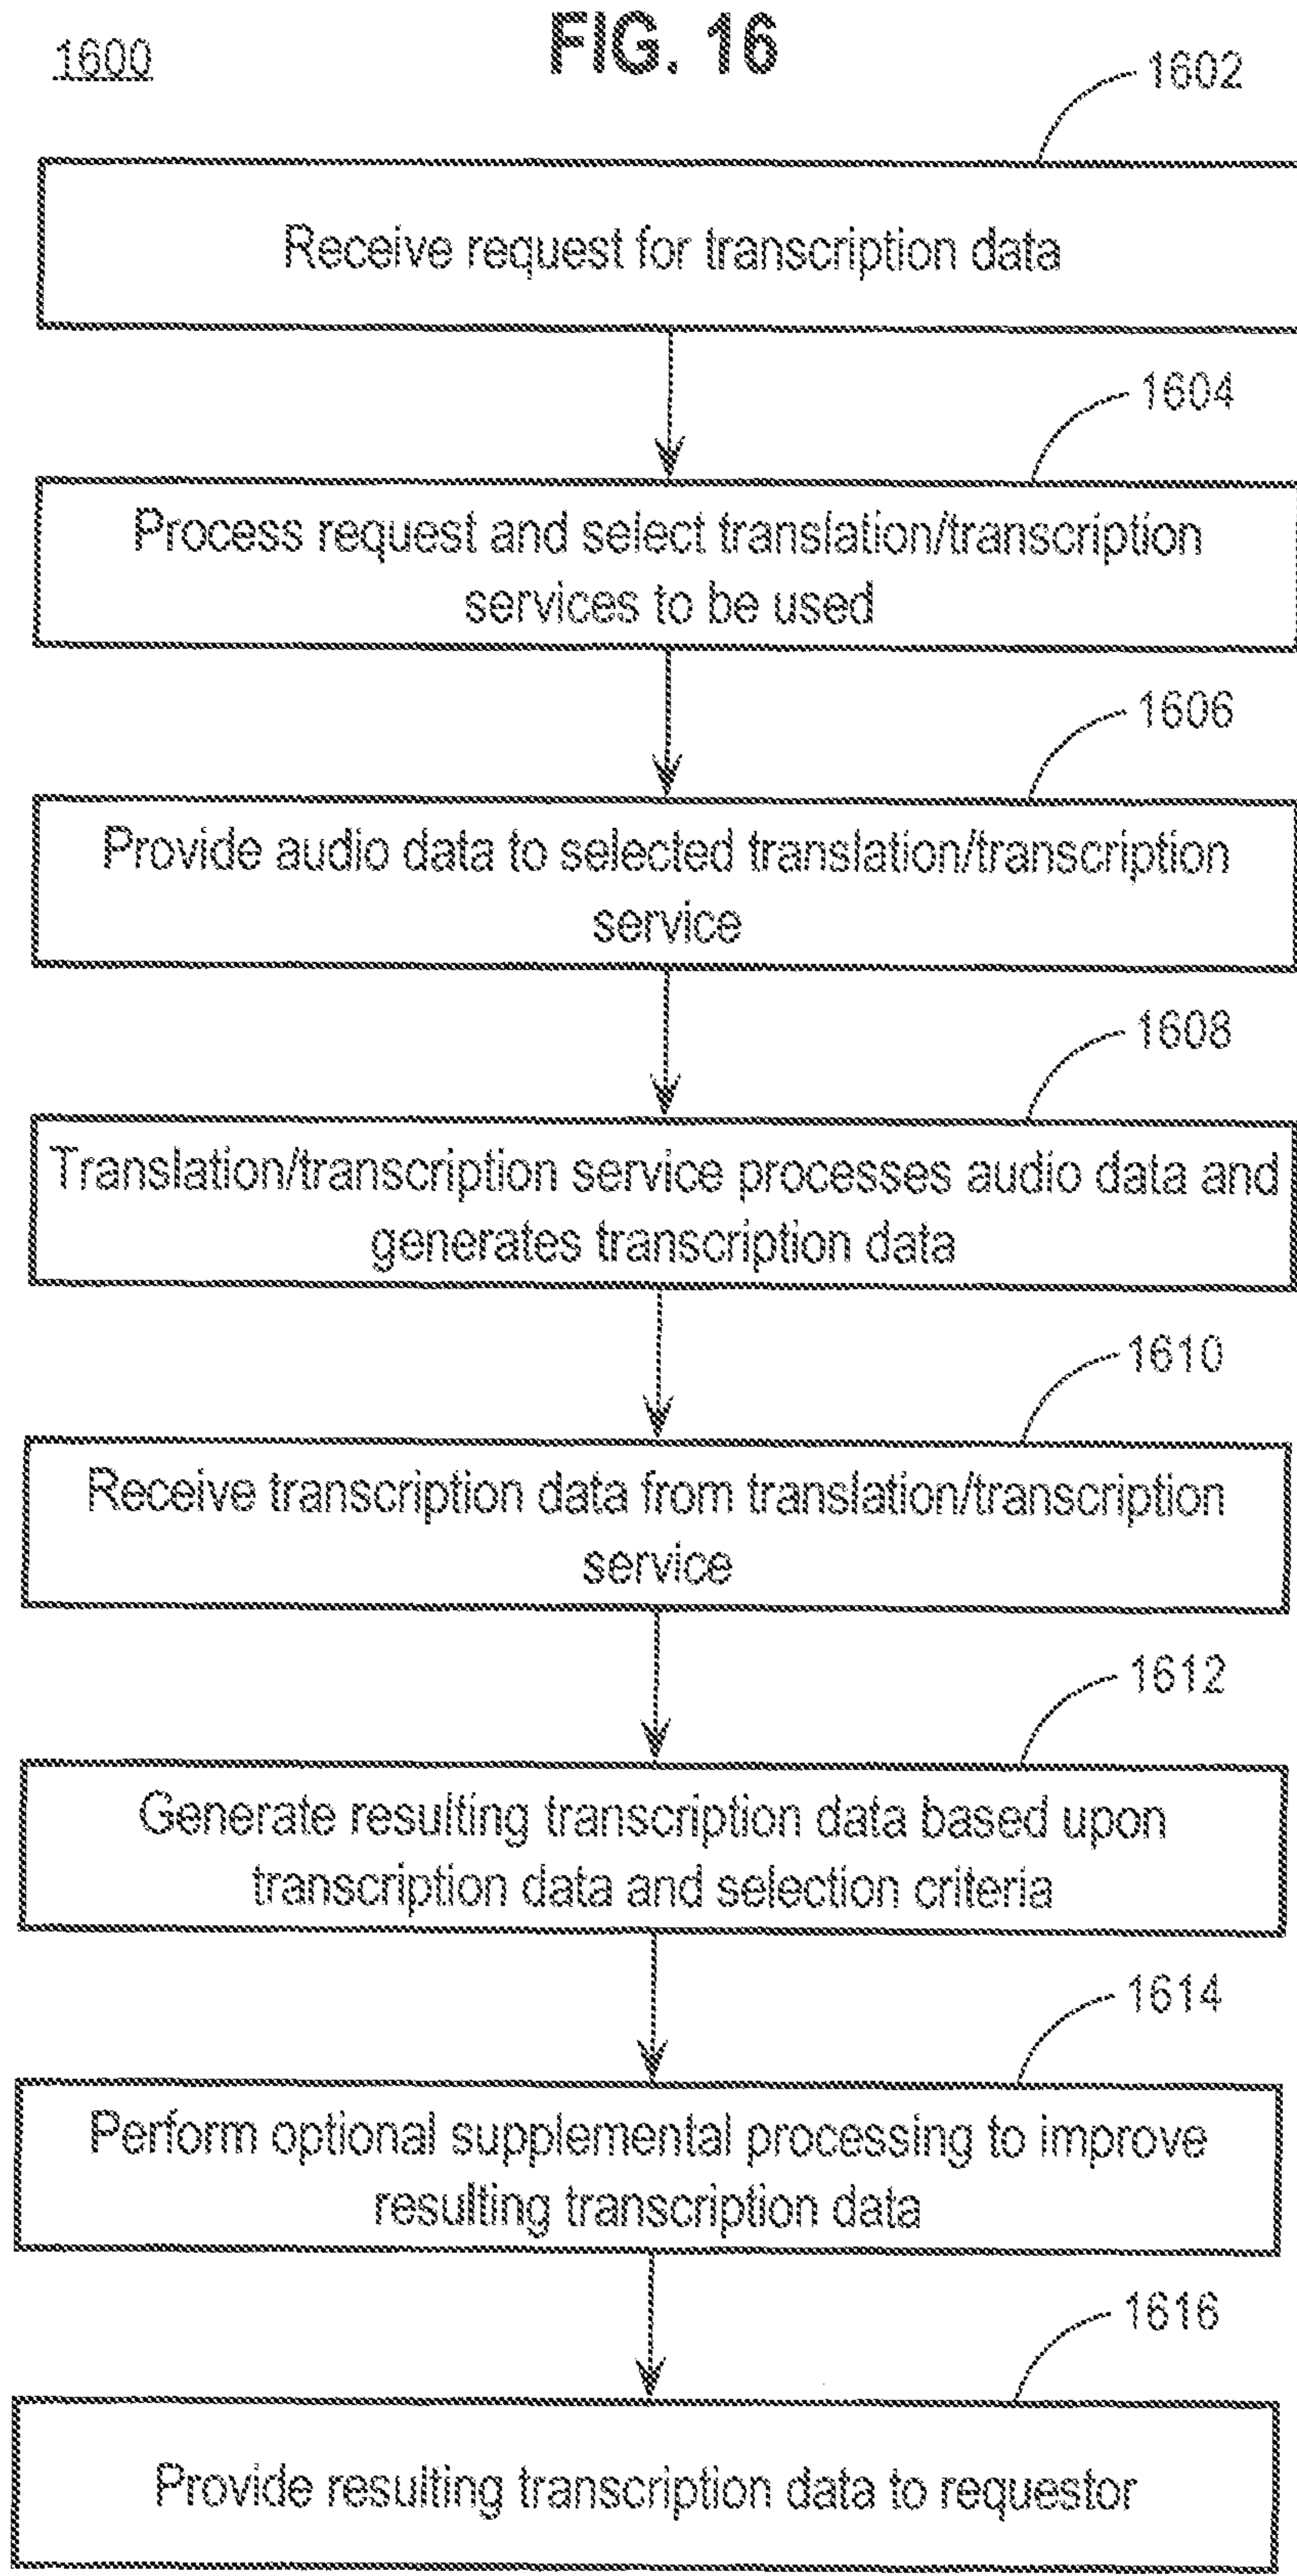 FIG. 16
1600
1602
Receive request for transcription data
1604
Process request and select translation/transcription
services to be used
1606
Provide audio data to selected translation/transcription
service
1608
Translation/transcription service processes audio data and
generates transcription data
1610
Receive transcription data from translation/transcription
service
1612
Generate resulting transcription data based upon
transcription data and selection criteria
1614
Perform optional supplemental processing to improve
resulting transcription data
1616
Provide resulting transcription data to requestor